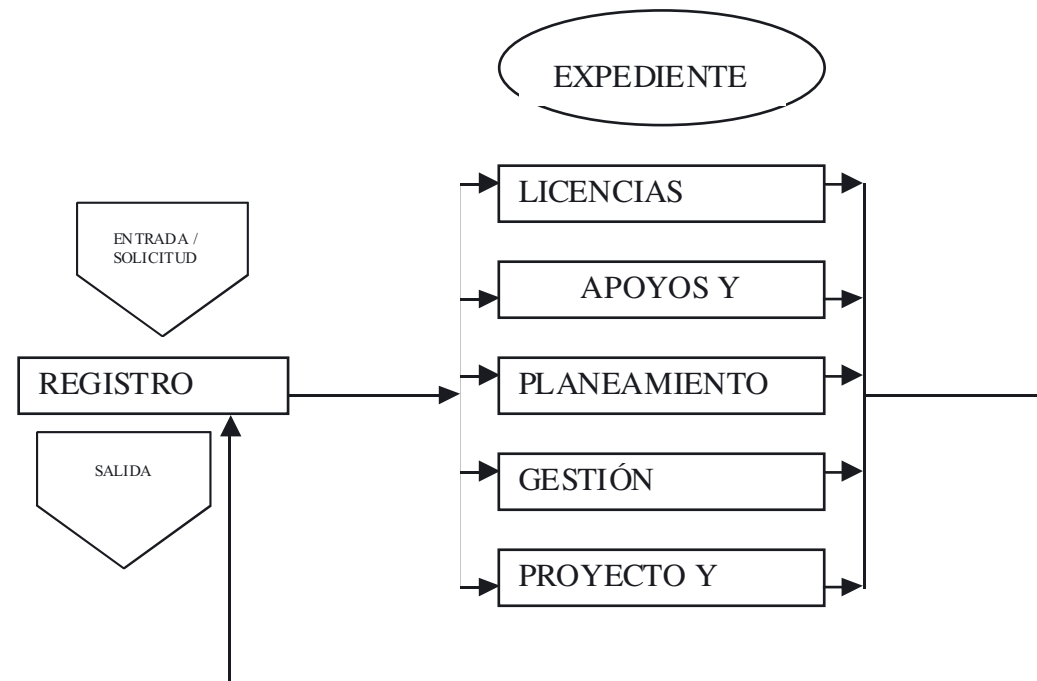 EXPEDIENTE
LICENCIAS
ENTRADA /
SOLICITUD
APOYOS Y
REGISTRO
PLANEAMIENTO
SALIDA
GESTIÓN
PROYECTO Y